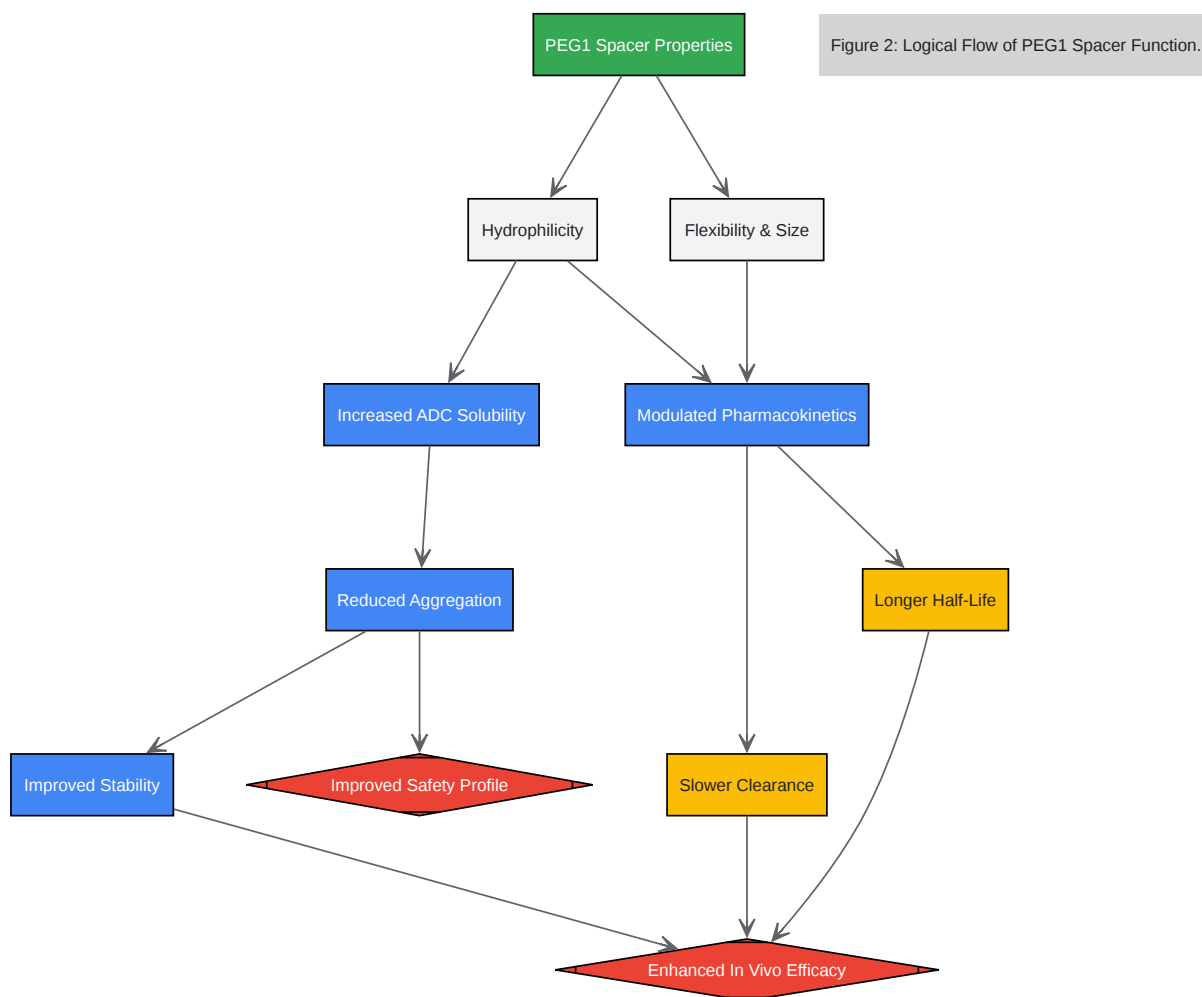 PEG1 Spacer Properties
Figure 2: Logical Flow of PEG1 Spacer Function.
Hydrophilicity
Flexibility & Size
Increased ADC Solubility
Modulated Pharmacokinetics
Reduced Aggregation
Longer Half-Life
Improved Stability
Improved Safety Profile
Slower Clearance
Enhanced In Vivo Efficacy